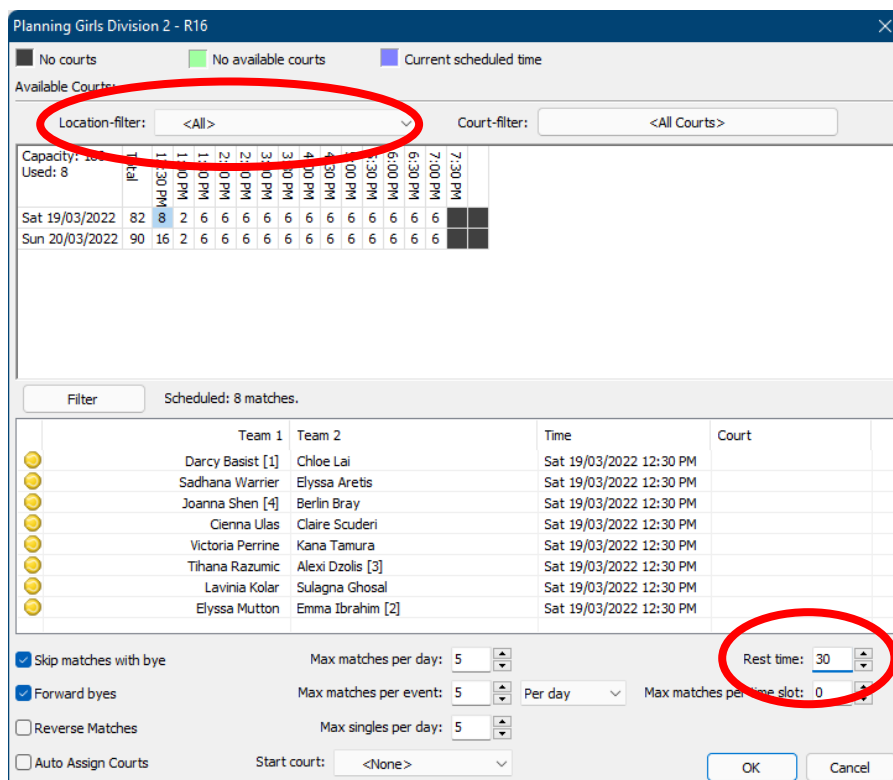 Planning Girls Division 2 - R16
No courts No available courts Current scheduled time
Available Courts:
Location-filter: <All> Court-filter: <All Courts>
Capacity: Total PM PM PM PM PM PM PM PM PM PM 6:00 PM 6:30 PM 7:00 PM 7:30 PM
Used: 8
Sat 19/03/2022 82 8 2 6 6 6 6 6 6 6 6 6 6 6 6
Sun 20/03/2022 90 16 2 6 6 6 6 6 6 6 6 6 6 6 6
Filter Scheduled: 8 matches.
Team 1 Team 2 Time Court
Darcy Basist [1] Chloe Lai Sat 19/03/2022 12:30 PM
Sadhana Warrier Elyssa Aretis Sat 19/03/2022 12:30 PM
Joanna Shen [4] Berlin Bray Sat 19/03/2022 12:30 PM
Cienna Ulas Claire Scuderi Sat 19/03/2022 12:30 PM
Victoria Perrine Kana Tamura Sat 19/03/2022 12:30 PM
Tihana Razumic Alexi Dzolis [3] Sat 19/03/2022 12:30 PM
Lavinia Kolar Sulagna Ghosal Sat 19/03/2022 12:30 PM
Elyssa Mutton Emma Ibrahim [2] Sat 19/03/2022 12:30 PM
Skip matches with bye Max matches per day: 5 Rest time: 30
Forward byes Max matches per event: 5 Per day Max matches per time slot: 0
Reverse Matches Max singles per day: 5
Auto Assign Courts Start court: <None> OK Cancel